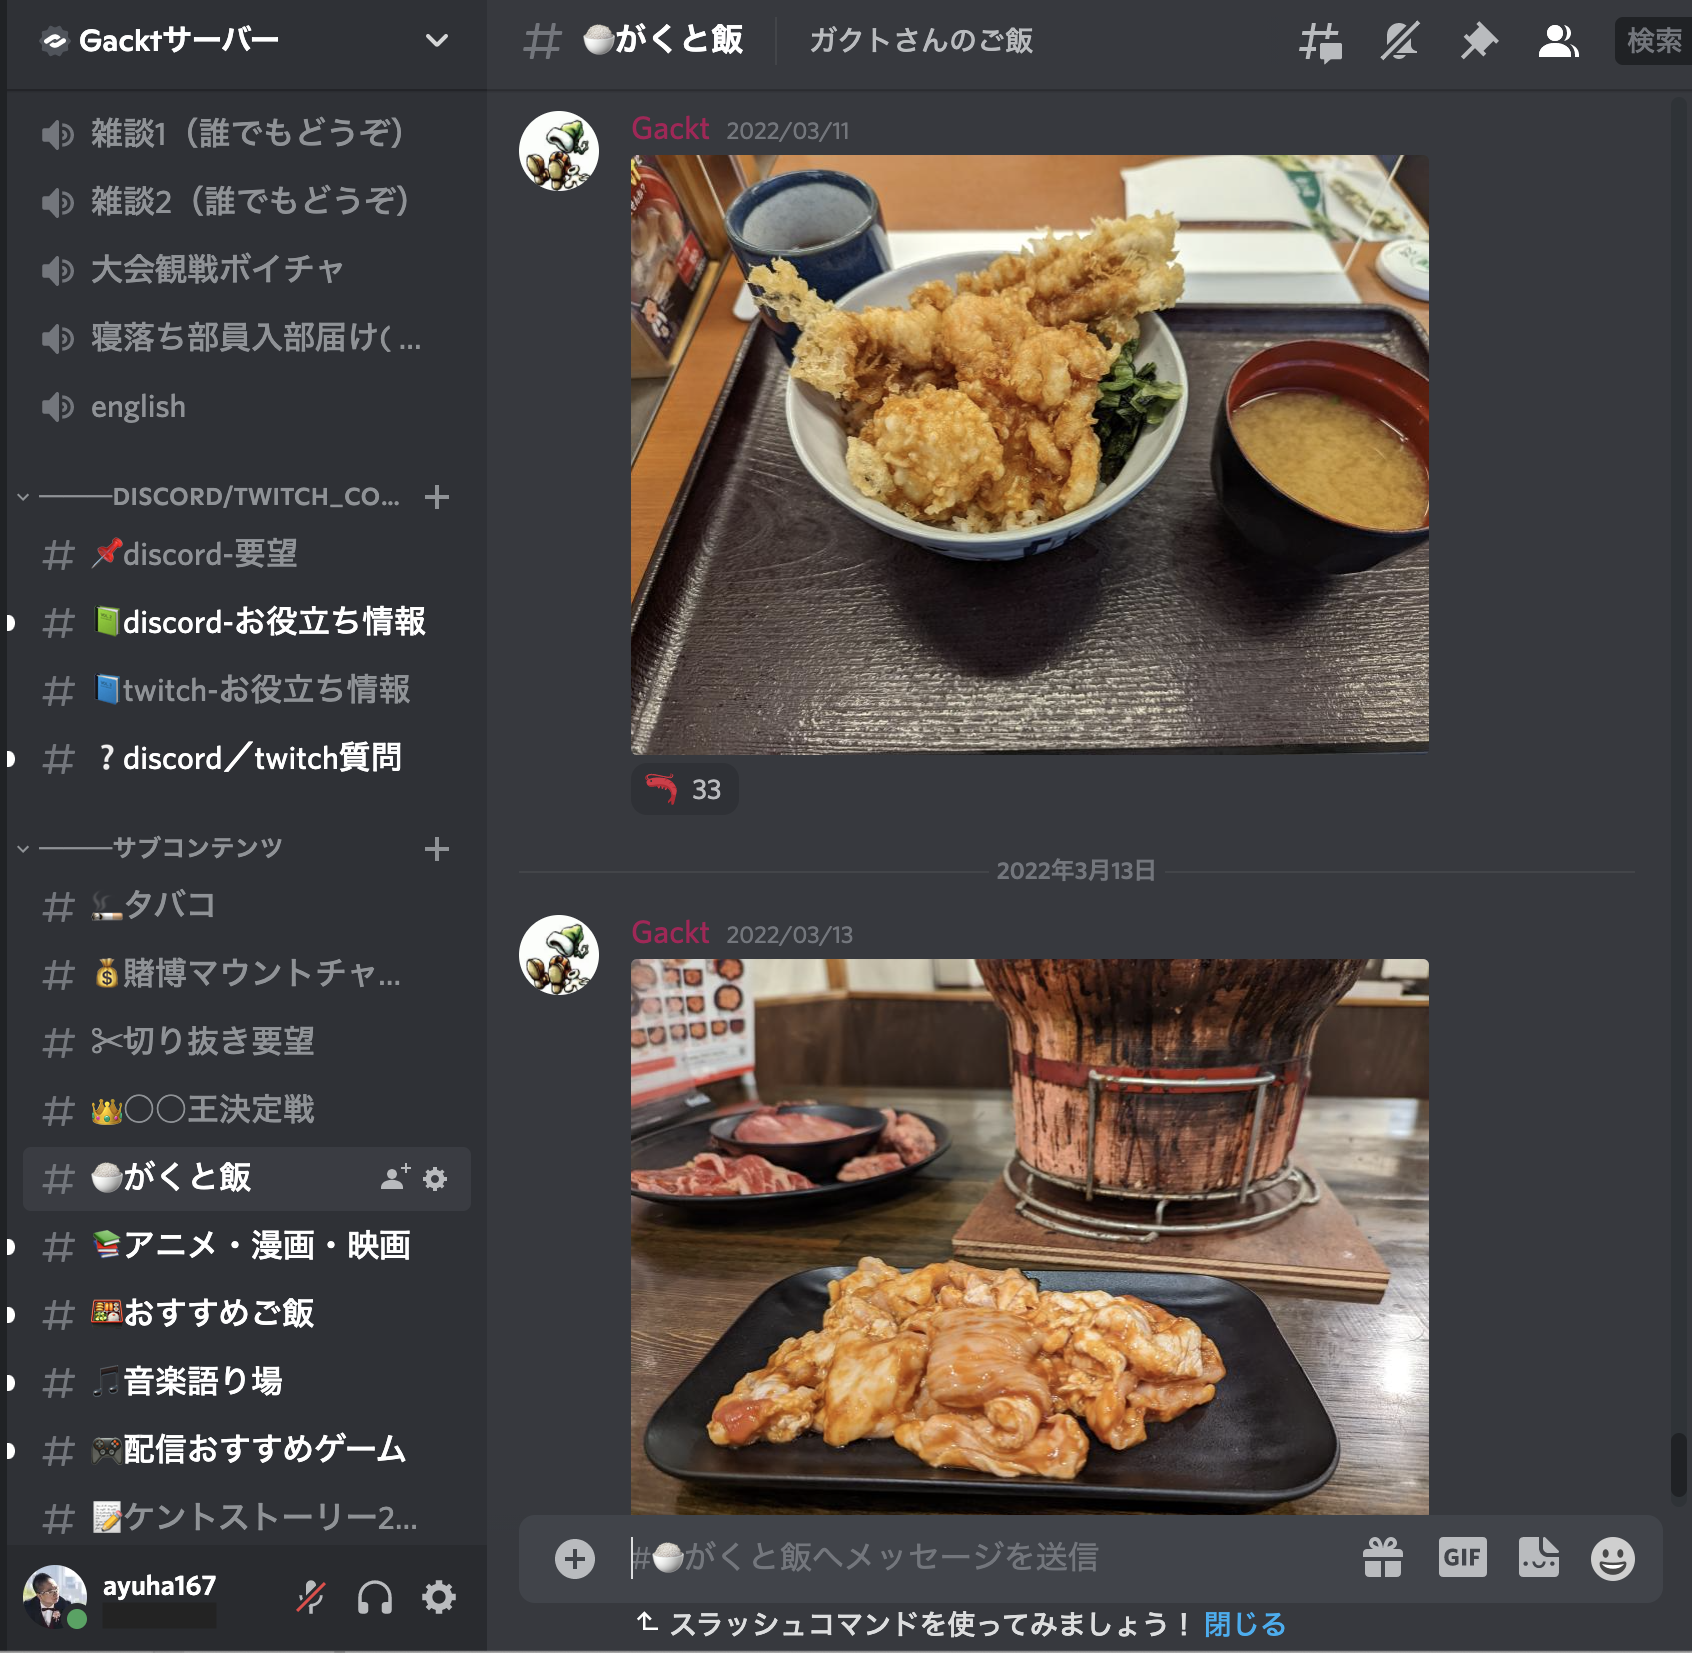 Gacktサーバー
雑談1（誰でもどうぞ）
雑談2（誰でもどうぞ）
大会観戦ボイチャ
寝落ち部員入部届け( ...
english
―――DISCORD/TWITCH_CO...
📌discord-要望
📗discord-お役立ち情報
📘twitch-お役立ち情報
❔discord／twitch質問
―――サブコンテンツ
🚬タバコ
💰賭博マウントチャ...
✂切り抜き要望
👑〇〇王決定戦
🍚がくと飯
📚アニメ・漫画・映画
🍱おすすめご飯
🎵音楽語り場
🎮配信おすすめゲーム
📝ケントストーリー2...
ayuha167
🍚がくと飯
ガクトさんのご飯
検索
Gackt 2022/03/11
🦐 33
2022年3月13日
Gackt 2022/03/13
#🍚がくと飯へメッセージを送信
GIF
スラッシュコマンドを使ってみましょう！ 閉じる